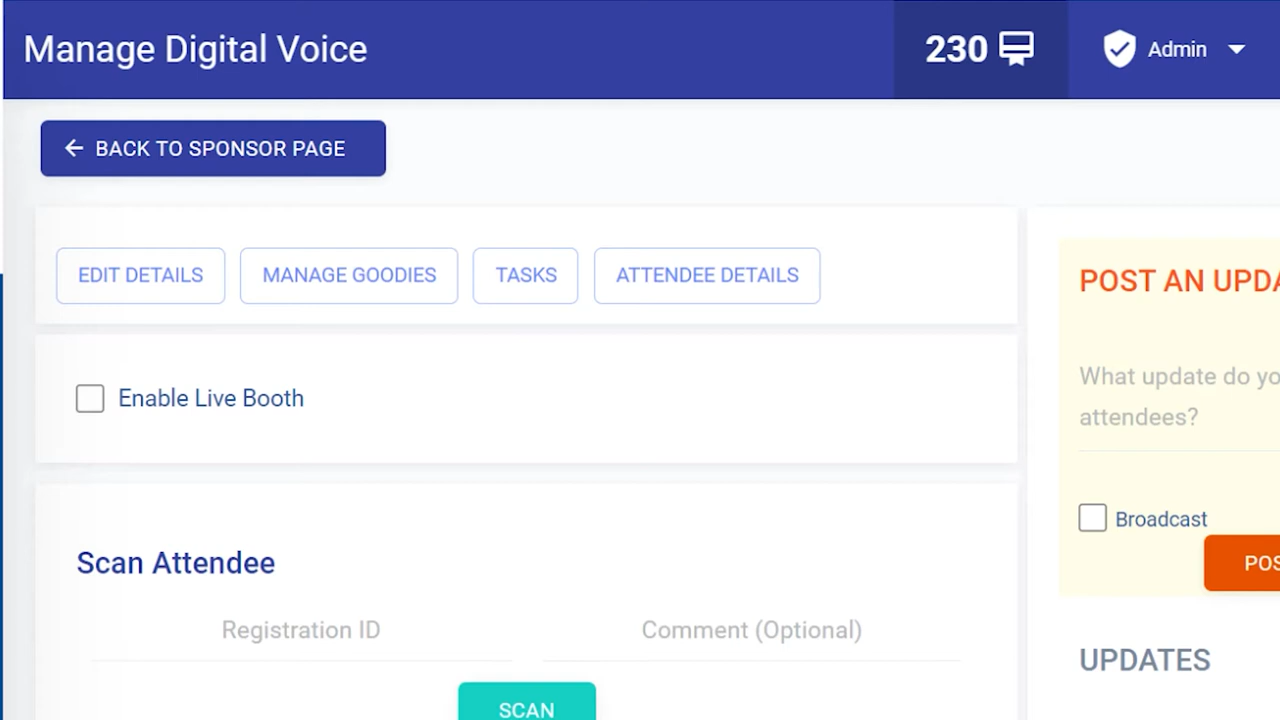 Manage Digital Voice
230
Admin
BACK TO SPONSOR PAGE
EDIT DETAILS
MANAGE GOODIES
TASKS
ATTENDEE DETAILS
Enable Live Booth
Scan Attendee
Registration ID
Comment (Optional)
SCAN
POST AN UPDA
What update do yo
attendees?
Broadcast
POS
UPDATES